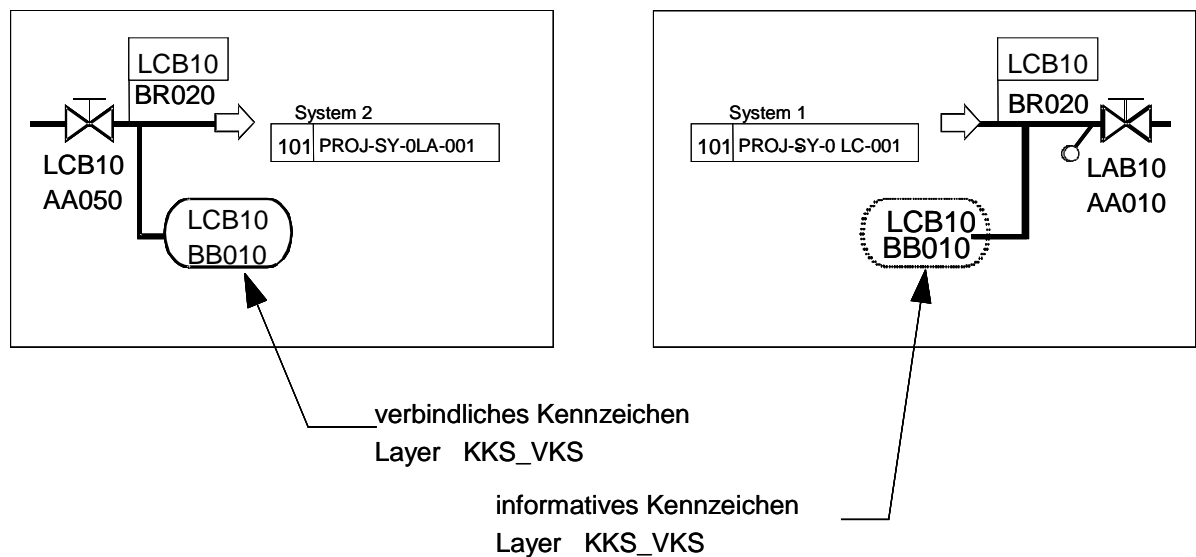 LCB10
BR020
System 2
101 PROJ-SY-0LA-001
LCB10
AA050
LCB10
BB010
LCB10
BR020
System 1
101 PROJ-SY-0 LC-001
LAB10
AA010
LCB10
BB010
verbindliches Kennzeichen
Layer KKS_VKS
informatives Kennzeichen
Layer KKS_VKS